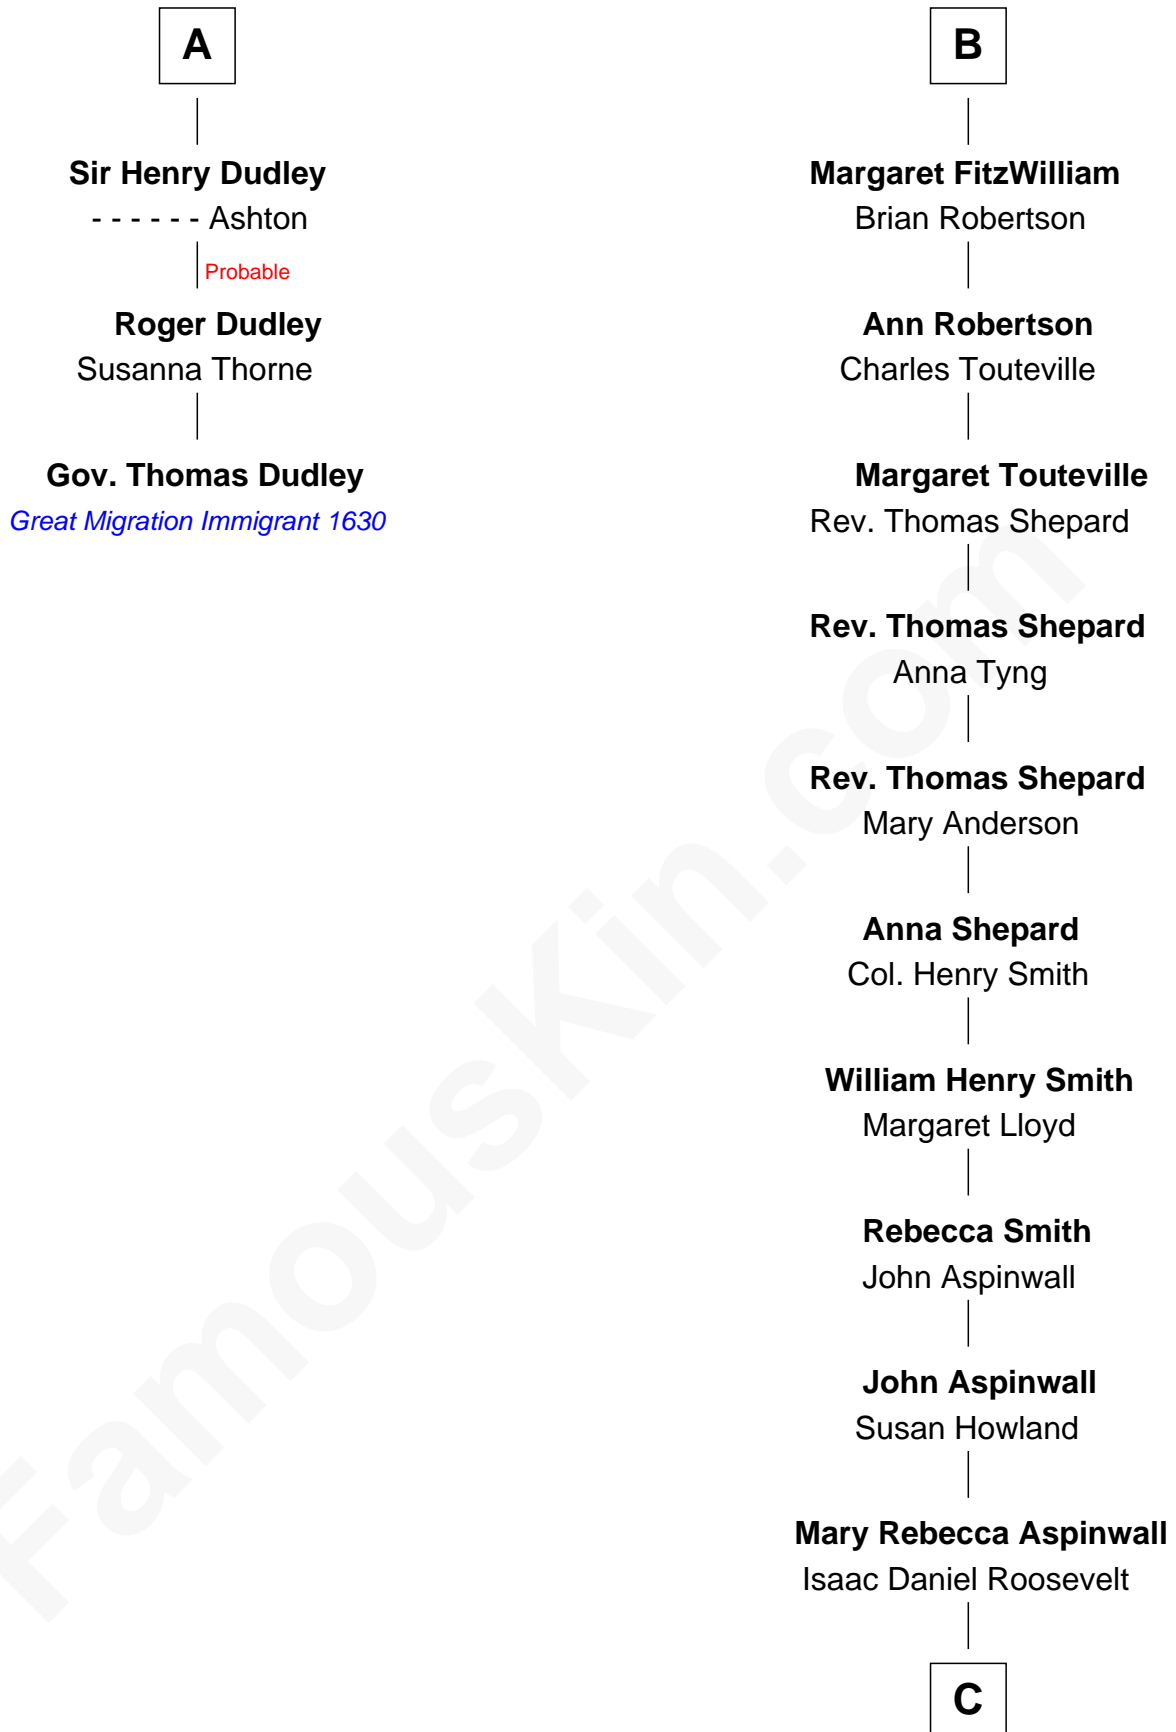 A
Sir Henry Dudley
- - - - - - Ashton
Probable
Roger Dudley
Susanna Thorne
Gov. Thomas Dudley
Great Migration Immigrant 1630
B
Margaret FitzWilliam
Brian Robertson
Ann Robertson
Charles Touteville
Margaret Touteville
Rev. Thomas Shepard
Rev. Thomas Shepard
Anna Tyng
Rev. Thomas Shepard
Mary Anderson
Anna Shepard
Col. Henry Smith
William Henry Smith
Margaret Lloyd
Rebecca Smith
John Aspinwall
John Aspinwall
Susan Howland
Mary Rebecca Aspinwall
Isaac Daniel Roosevelt
C
FamousKin.com